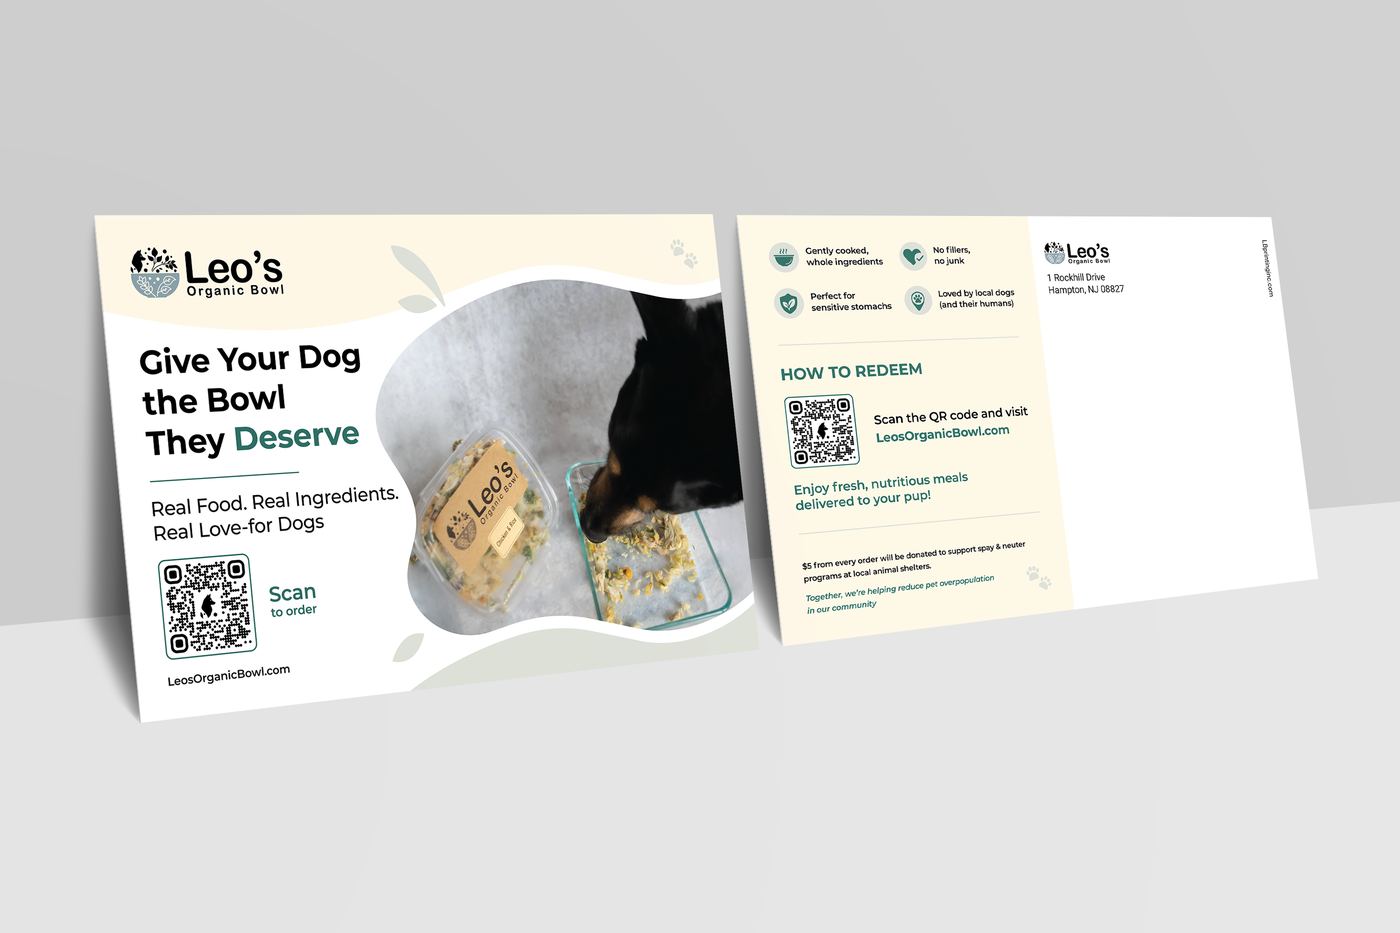 Leo's
Organic Bowl
Give Your Dog
the Bowl
They Deserve
Real Food. Real Ingredients.
Real Love-for Dogs
Scan
to order
LeosOrganicBowl.com
Leo's
Organic Bowl
Chicken & Rice
Gently cooked,
whole ingredients
No fillers,
no junk
Perfect for
sensitive stomachs
Loved by local dogs
(and their humans)
HOW TO REDEEM
Scan the QR code and visit
LeosOrganicBowl.com
Enjoy fresh, nutritious meals
delivered to your pup!
$5 from every order will be donated to support spay & neuter
programs at local animal shelters.
Together, we're helping reduce pet overpopulation
in our community
Leo's
Organic Bowl
1 Rockhill Drive
Hampton, NJ 08827
LBprintinginc.com